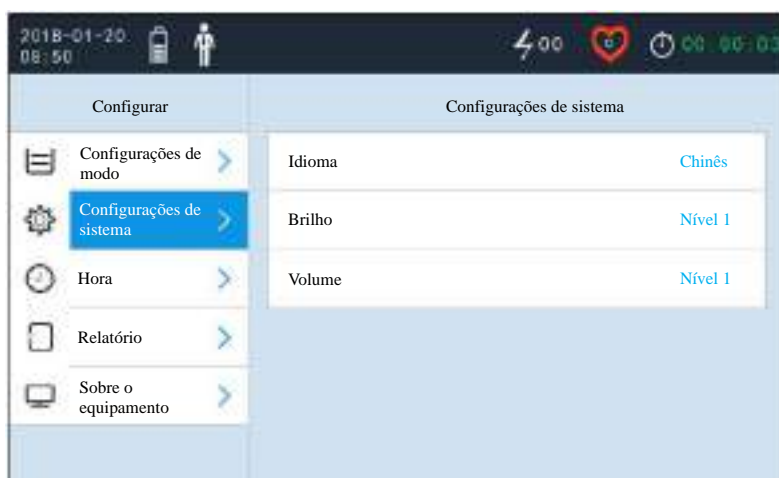 2018-01-20
08:50
00
00:00:03
Configurar
Configurações de sistema
Configurações de
modo
Configurações de
sistema
Hora
Relatório
Sobre o
equipamento
Idioma
Chinês
Brilho
Nível 1
Volume
Nível 1